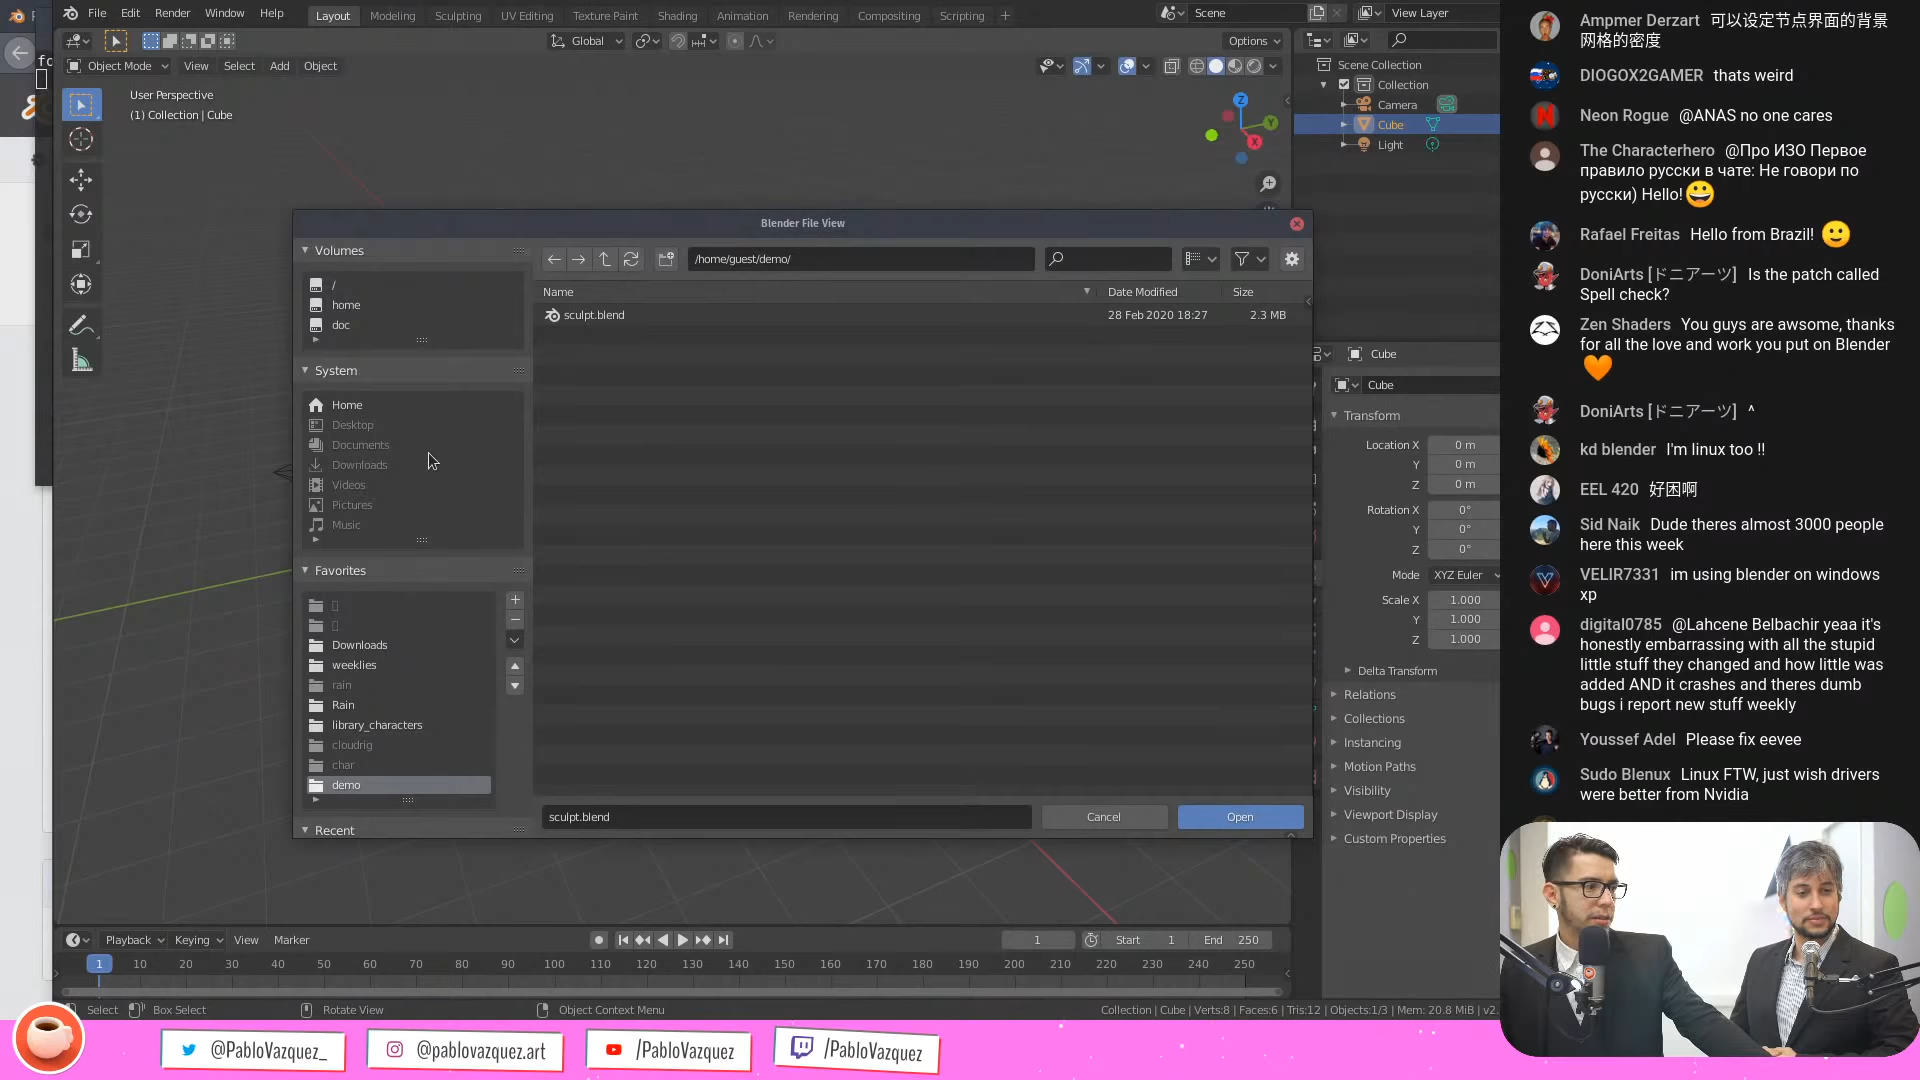 File Edit Render Window Help Layout Modeling Sculpting UV Editing Texture Paint Shading Animation Rendering Compositing Scripting + Scene View Layer
Global Options
Object Mode View Select Add Object
User Perspective
(1) Collection | Cube
Z
Y
X
Scene Collection
Collection
Camera
Cube
Light
Blender File View
Volumes
/
home
doc
System
Home
Desktop
Documents
Downloads
Videos
Pictures
Music
Favorites
Downloads
weeklies
rain
Rain
library_characters
cloudrig
char
demo
Recent
/home/guest/demo/
Name Date Modified Size
sculpt.blend 28 Feb 2020 18:27 2.3 MB
sculpt.blend Cancel Open
Cube
Cube
Transform
Location X 0 m
Y 0 m
Z 0 m
Rotation X 0°
Y 0°
Z 0°
Mode XYZ Euler
Scale X 1.000
Y 1.000
Z 1.000
Delta Transform
Relations
Collections
Instancing
Motion Paths
Visibility
Viewport Display
Custom Properties
Playback Keying View Marker 1 Start 1 End 250
1 10 20 30 40 50 60 70 80 90 100 110 120 130 140 150 160 170 180 190 200 210 220 230 240 250
Select Box Select Rotate View Object Context Menu Collection | Cube | Verts:8 | Faces:6 | Tris:12 | Objects:1/3 | Mem: 20.8 MiB | v2.
Ampmer Derzart 可以设定节点界面的背景
网格的密度
DIOGOX2GAMER thats weird
Neon Rogue @ANAS no one cares
The Characterhero @Про ИЗО Первое
правило русски в чате: Не говори по
русски) Hello!😀
Rafael Freitas Hello from Brazil! 🙂
DoniArts [ドニアーツ] Is the patch called
Spell check?
Zen Shaders You guys are awsome, thanks
for all the love and work you put on Blender
🧡
DoniArts [ドニアーツ] ^
kd blender I'm linux too !!
EEL 420 好困啊
Sid Naik Dude theres almost 3000 people
here this week
VELIR7331 im using blender on windows
xp
digital0785 @Lahcene Belbachir yeaa it's
honestly embarrassing with all the stupid
little stuff they changed and how little was
added AND it crashes and theres dumb
bugs i report new stuff weekly
Youssef Adel Please fix eevee
Sudo Blenux Linux FTW, just wish drivers
were better from Nvidia
@PabloVazquez_ @pablovazquez.art /PabloVazquez /PabloVazquez